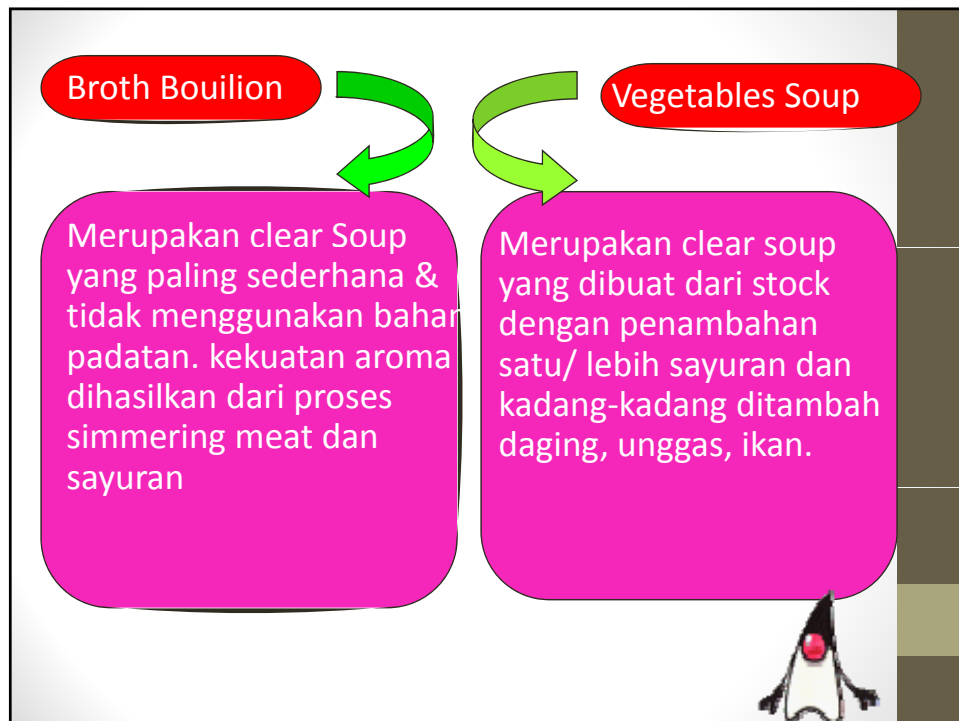 Broth Bouilion
Merupakan clear Soup
yang paling sederhana &
tidak menggunakan bahan
padatan. kekuatan aroma
dihasilkan dari proses
simmering meat dan
sayuran
Vegetables Soup
Merupakan clear soup
yang dibuat dari stock
dengan penambahan
satu/ lebih sayuran dan
kadang-kadang ditambah
daging, unggas, ikan.